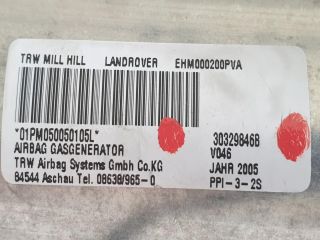 TRW MILL HILL LANDROVER EHM000200PVA
*01PM050050105L* 30329846B
AIRBAG GASGENERATOR V046
TRW Airbag Systems Gmbh Co.KG JAHR 2005
84544 Aschau Tel. 08638/965-0 PPI-3-2S